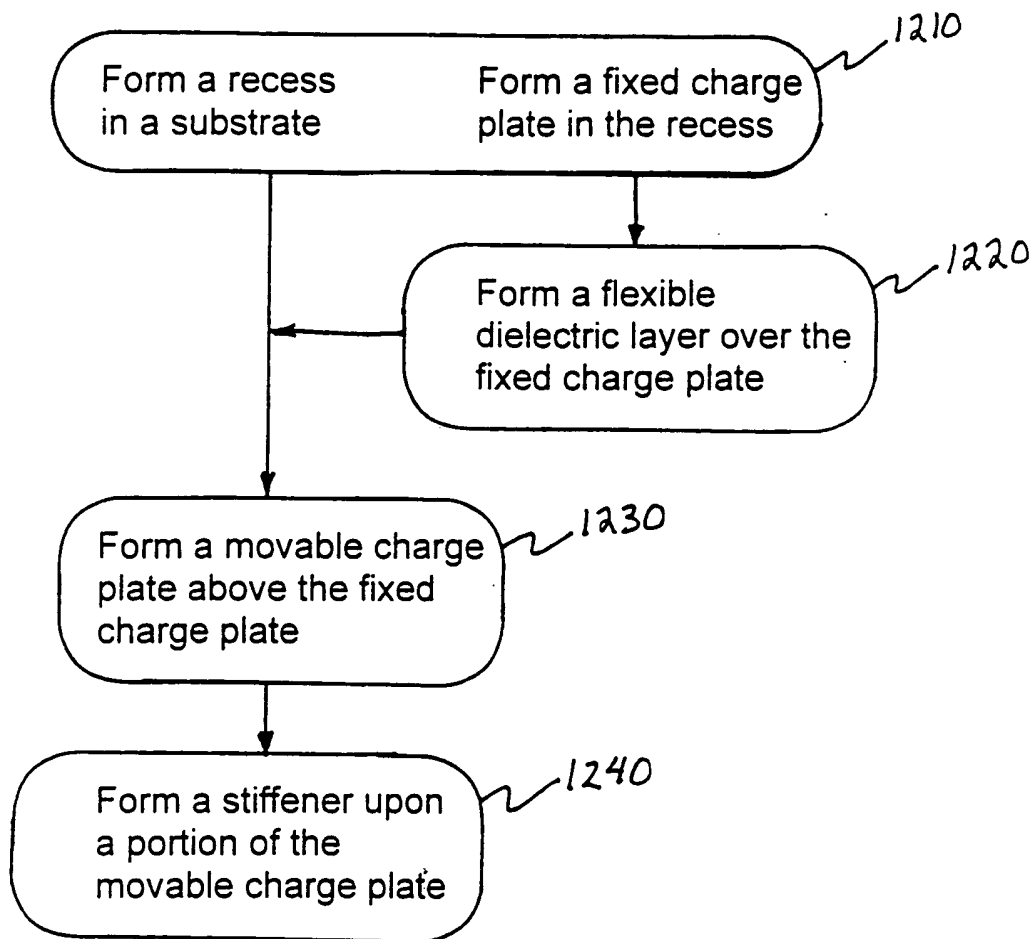 1210
Form a recess
in a substrate
Form a fixed charge
plate in the recess
1220
Form a flexible
dielectric layer over the
fixed charge plate
1230
Form a movable charge
plate above the fixed
charge plate
1240
Form a stiffener upon
a portion of the
movable charge plate